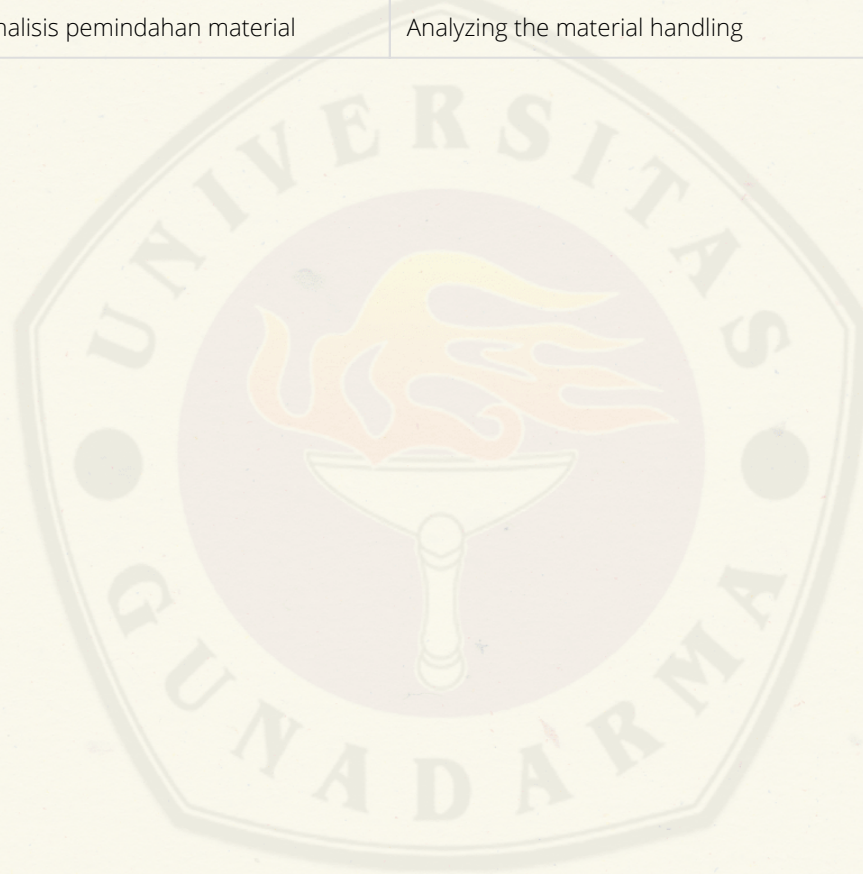 nalisis pemindahan material
Analyzing the material handling
UNIVERSITAS
GUNADARMA